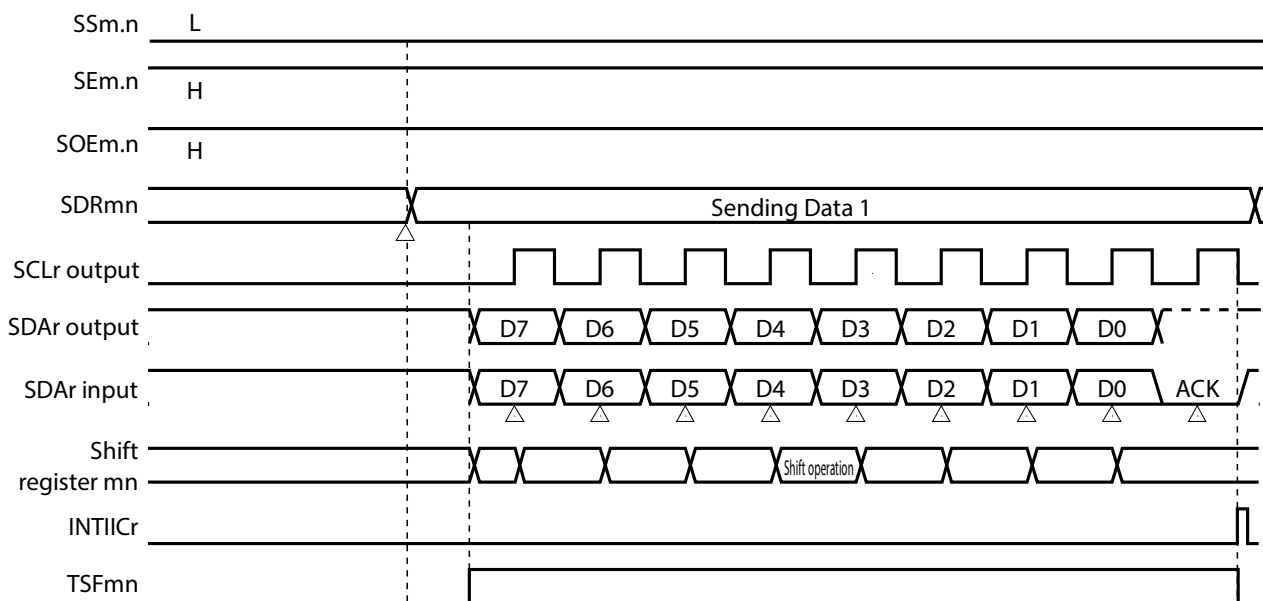 SSm.n L
SEm.n H
SOEm.n H
SDRmn Sending Data 1
SCLr output
SDAr output D7 D6 D5 D4 D3 D2 D1 D0
SDAr input D7 D6 D5 D4 D3 D2 D1 D0 ACK
Shift
register mn Shift operation
INTIICr
TSFmn